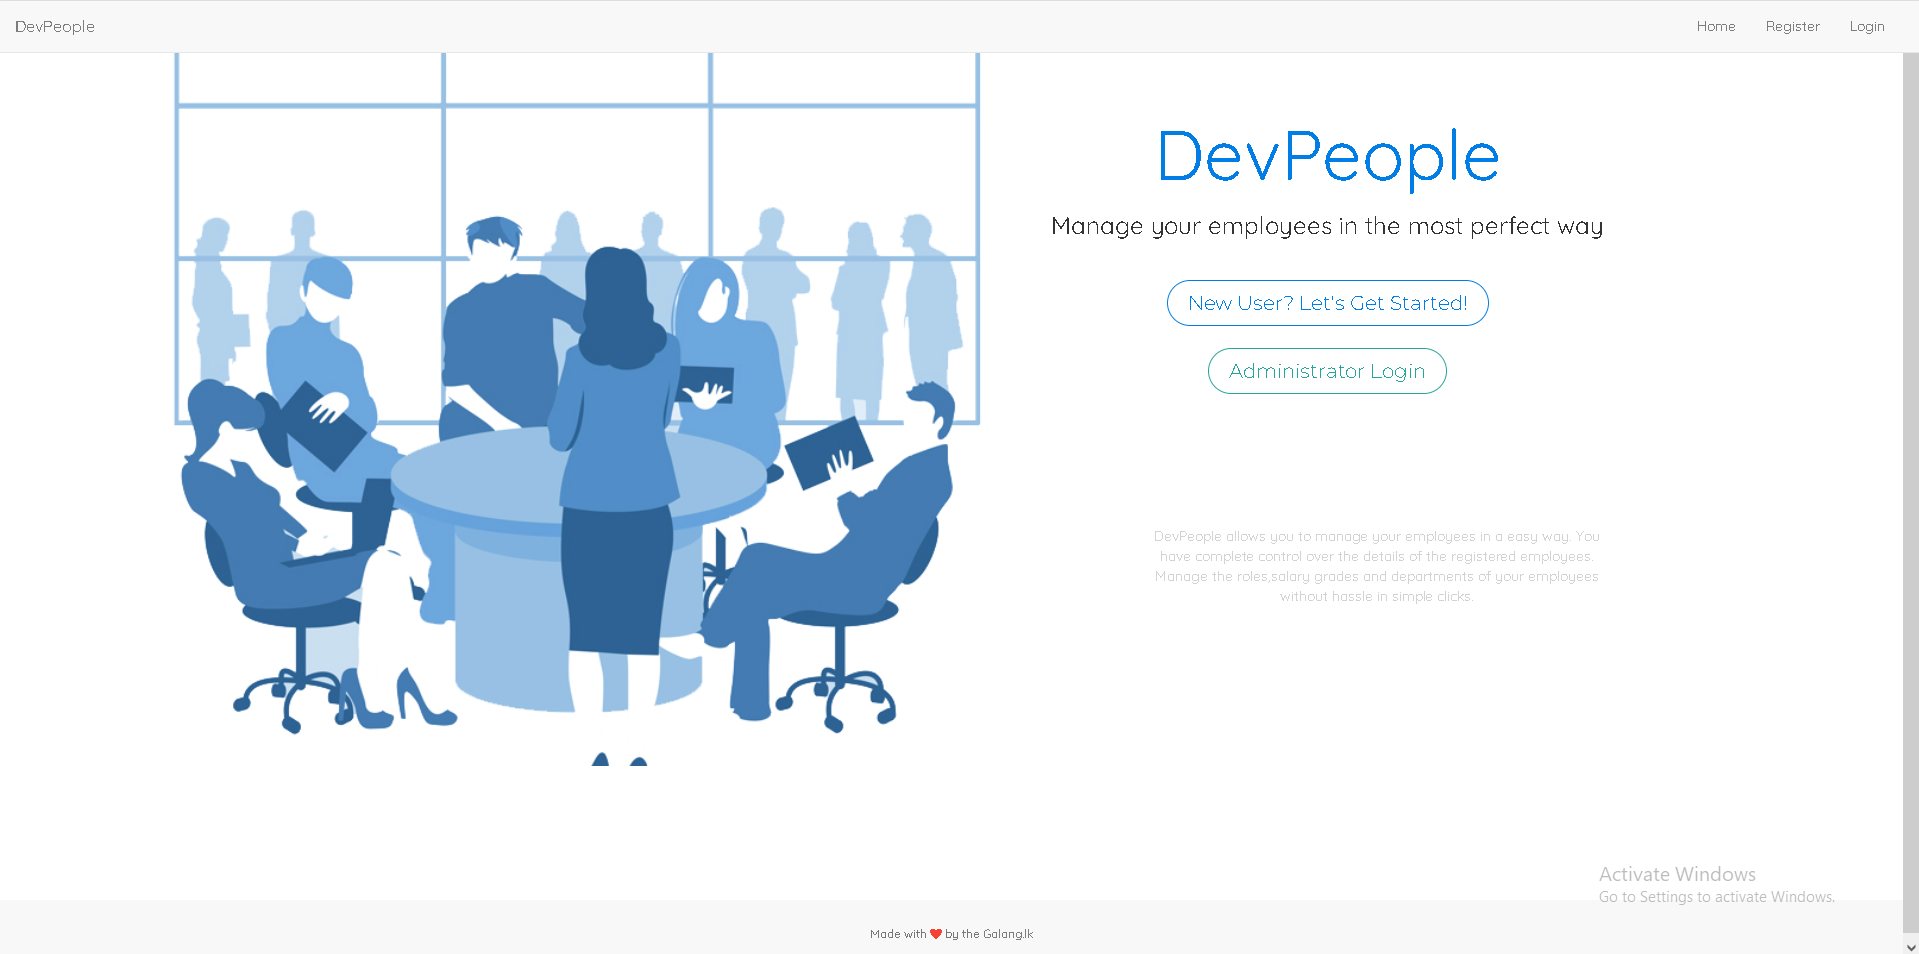 DevPeople
Home Register Login
DevPeople
Manage your employees in the most perfect way
New User? Let's Get Started!
Administrator Login
DevPeople allows you to manage your employees in a easy way. You
have complete control over the details of the registered employees.
Manage the roles,salary grades and departments of your employees
without hassle in simple clicks.
Activate Windows
Go to Settings to activate Windows.
Made with ❤ by the Galang.lk